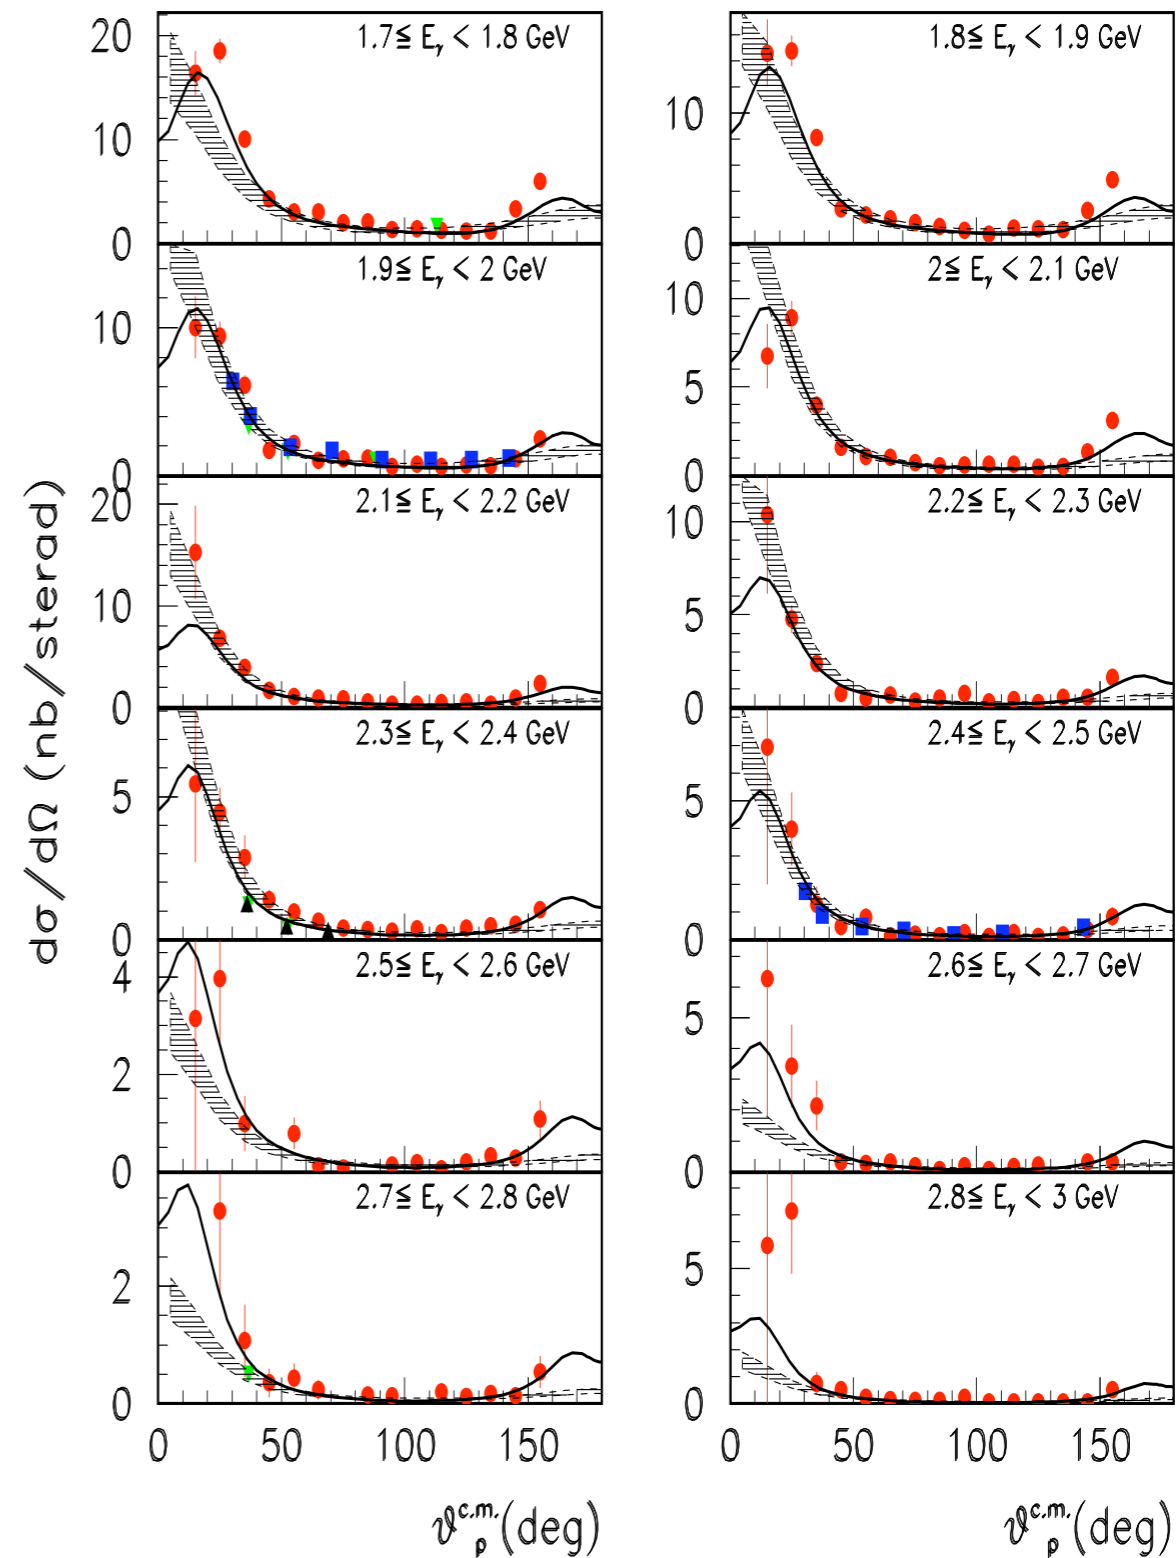 20
10
0
1.7≦ Eγ < 1.8 GeV
10
0
1.8≦ Eγ < 1.9 GeV
10
0
1.9≦ Eγ < 2 GeV
10
5
0
2≦ Eγ < 2.1 GeV
20
10
0
2.1≦ Eγ < 2.2 GeV
10
5
0
2.2≦ Eγ < 2.3 GeV
5
0
2.3≦ Eγ < 2.4 GeV
5
0
2.4≦ Eγ < 2.5 GeV
4
2
0
2.5≦ Eγ < 2.6 GeV
5
0
2.6≦ Eγ < 2.7 GeV
2
0
2.7≦ Eγ < 2.8 GeV
5
0
2.8≦ Eγ < 3 GeV
dσ/dΩ (nb/sterad)
0 50 100 150
0 50 100 150
ϑp c.m.(deg)
ϑp c.m.(deg)